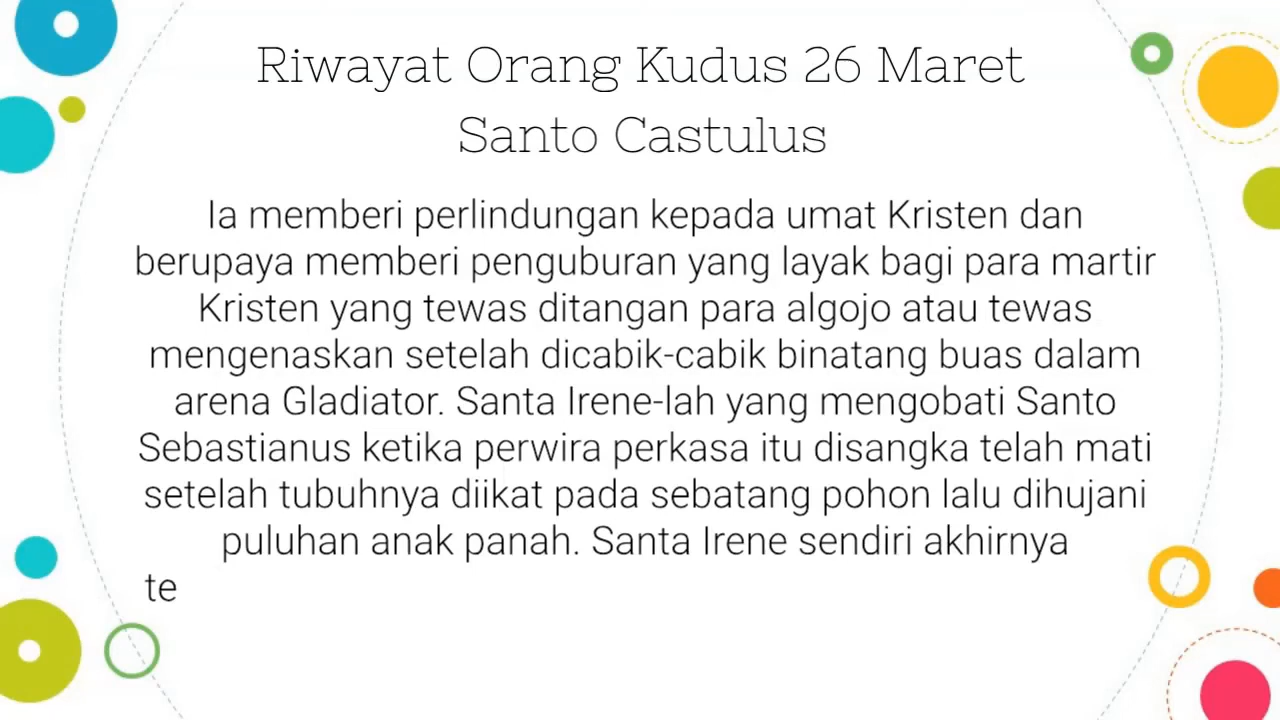 Riwayat Orang Kudus 26 Maret
Santo Castulus
Ia memberi perlindungan kepada umat Kristen dan
berupaya memberi penguburan yang layak bagi para martir
Kristen yang tewas ditangan para algojo atau tewas
mengenaskan setelah dicabik-cabik binatang buas dalam
arena Gladiator. Santa Irene-lah yang mengobati Santo
Sebastianus ketika perwira perkasa itu disangka telah mati
setelah tubuhnya diikat pada sebatang pohon lalu dihujani
puluhan anak panah. Santa Irene sendiri akhirnya
te